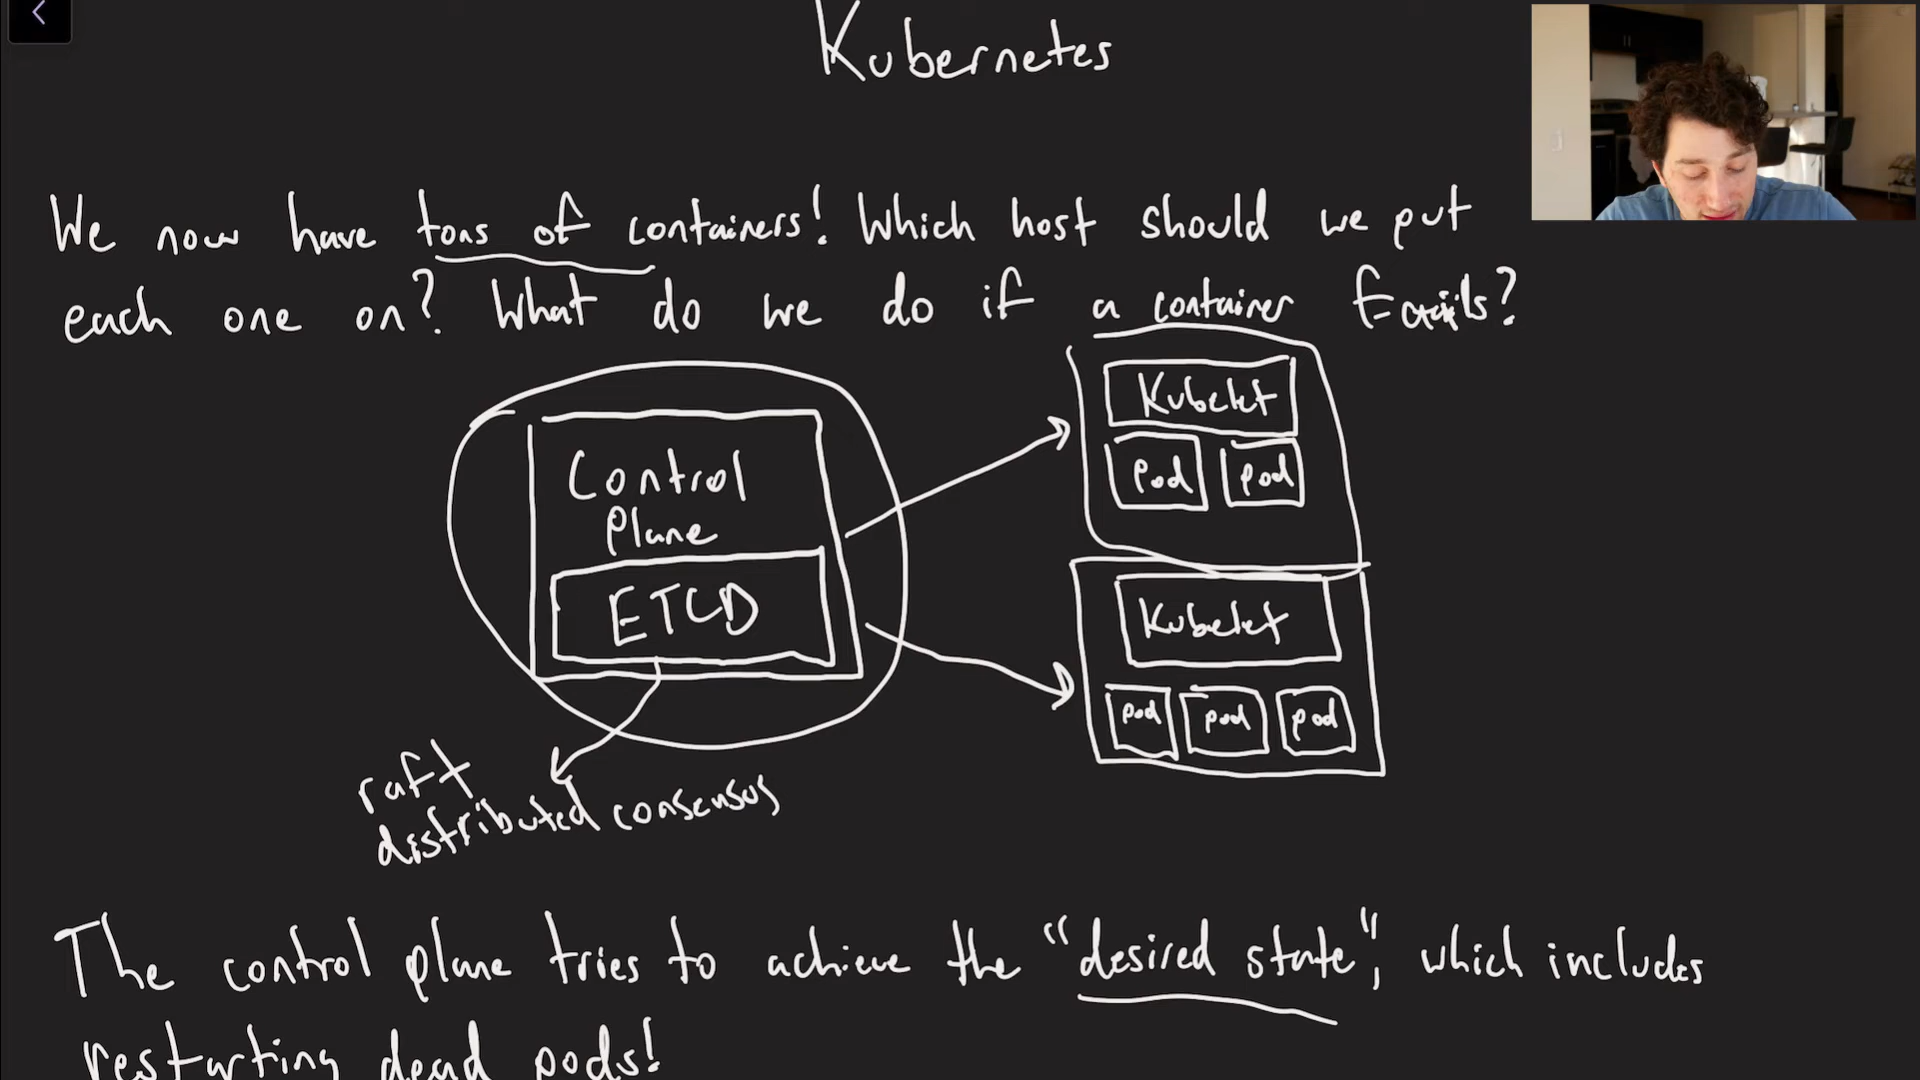 Kubernetes
We now have tons of containers! Which host should we put
each one on? What do we do if a container fails?
Control
Plane
ETCD
raft
distributed consensus
Kubelet
Pod Pod
Kubelet
pod pod pod
The control plane tries to achieve the "desired state", which includes
restarting dead pods!